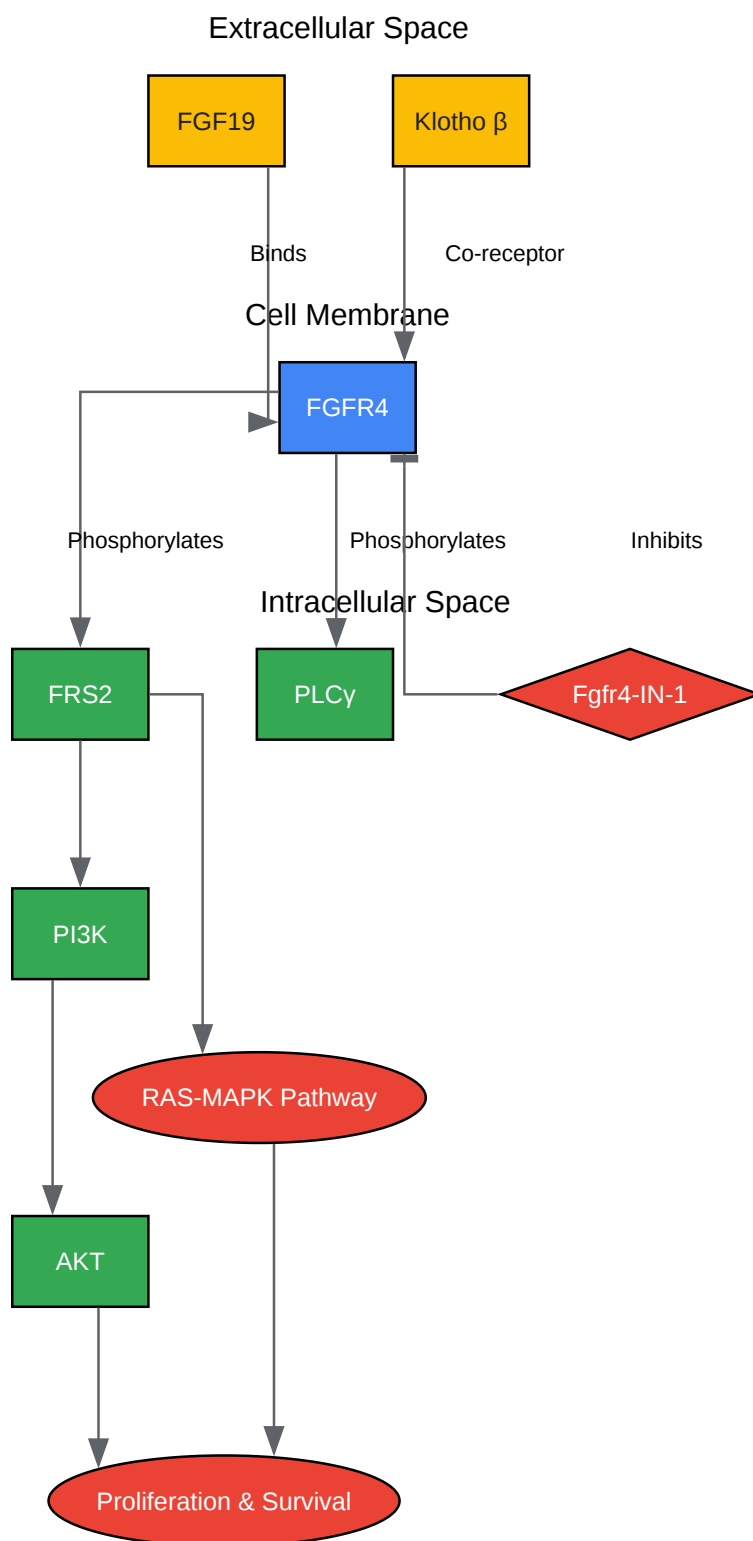 Extracellular Space
FGF19
Klotho β
Binds
Co-receptor
Cell Membrane
FGFR4
Phosphorylates
Phosphorylates
Inhibits
Intracellular Space
FRS2
PLCγ
Fgfr4-IN-1
PI3K
RAS-MAPK Pathway
AKT
Proliferation & Survival